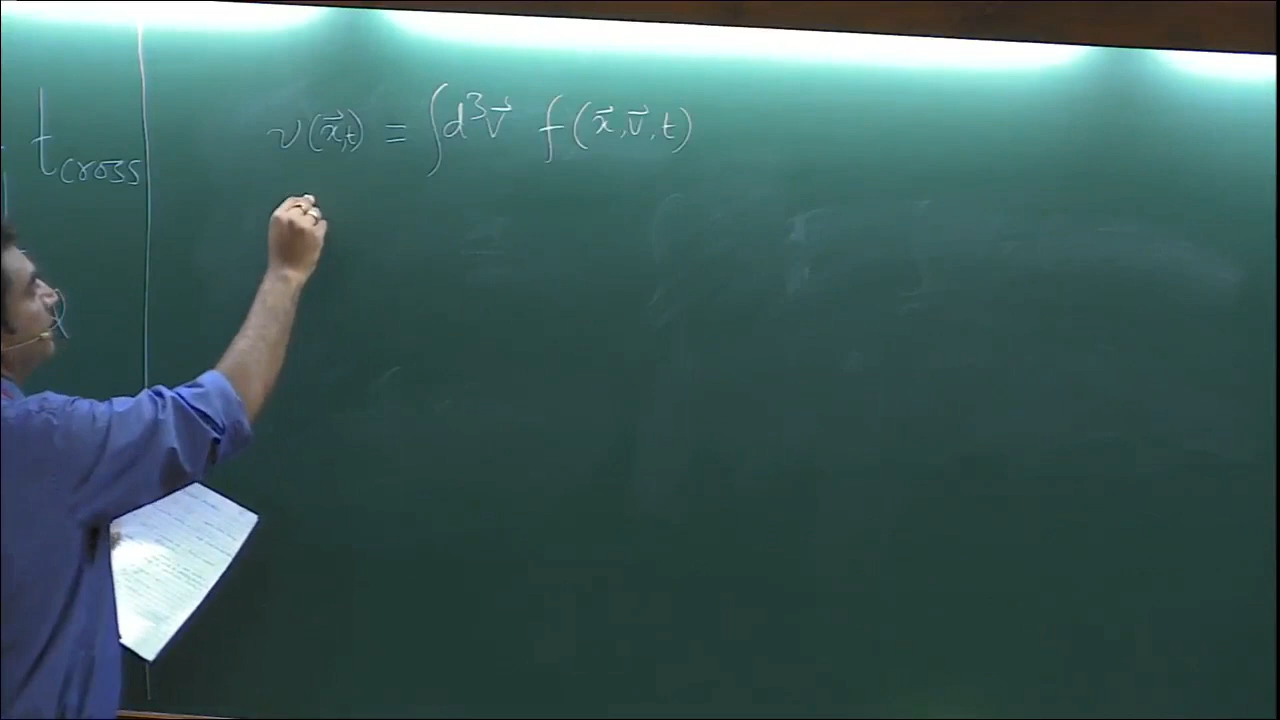 t_cross
ν(x⃗,t) = ∫d³v⃗ f(x⃗,v⃗,t)